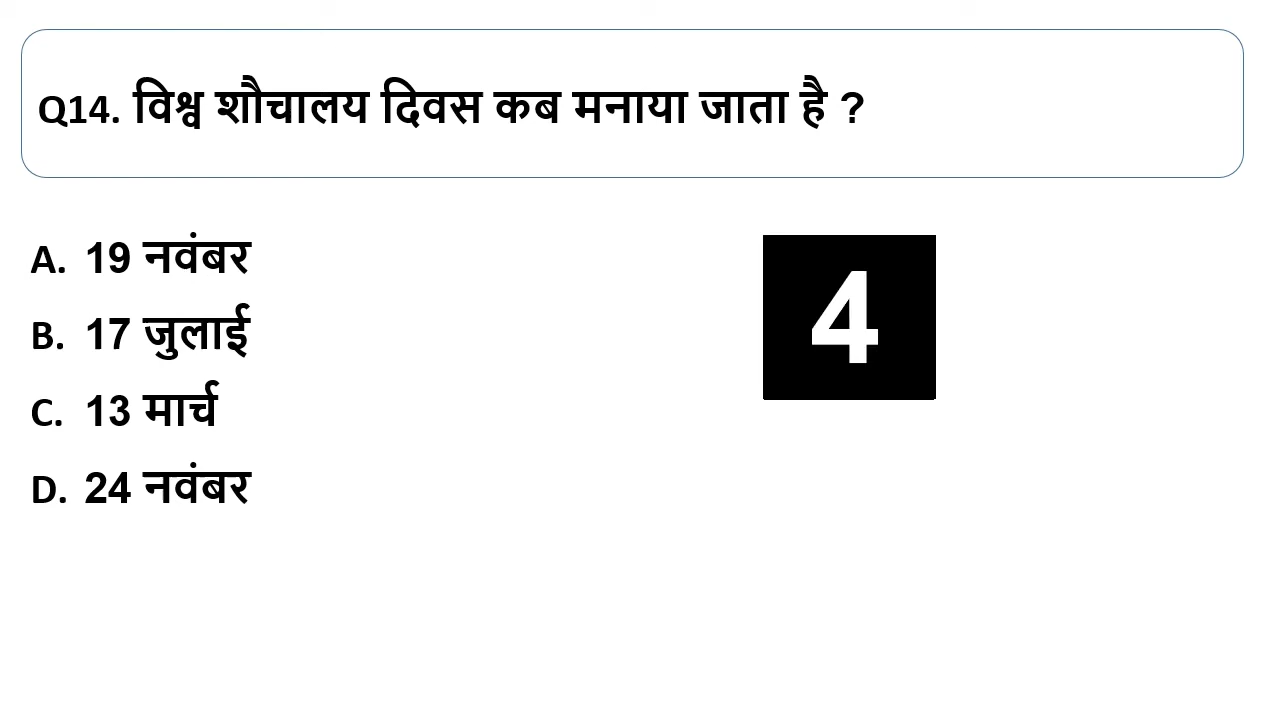 Q14. विश्व शौचालय दिवस कब मनाया जाता है ?
A. 19 नवंबर
4
B. 17 जुलाई
C. 13 मार्च
D. 24 नवंबर